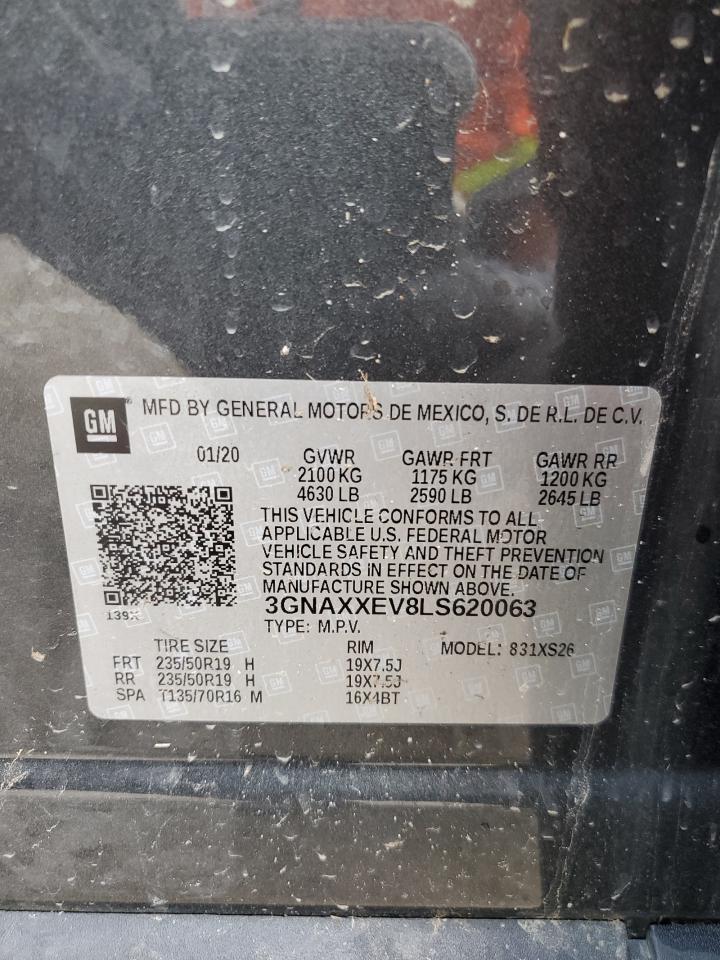 GM MFD BY GENERAL MOTORS DE MEXICO, S. DE R.L. DE C.V.
01/20 GVWR GAWR FRT GAWR RR
2100 KG 1175 KG 1200 KG
4630 LB 2590 LB 2645 LB
THIS VEHICLE CONFORMS TO ALL
APPLICABLE U.S. FEDERAL MOTOR
VEHICLE SAFETY AND THEFT PREVENTION
STANDARDS IN EFFECT ON THE DATE OF
MANUFACTURE SHOWN ABOVE.
139X 3GNAXXEV8LS620063
TYPE: M.P.V.
TIRE SIZE RIM MODEL: 831XS26
FRT 235/50R19 H 19X7.5J
RR 235/50R19 H 19X7.5J
SPA T135/70R16 M 16X4BT